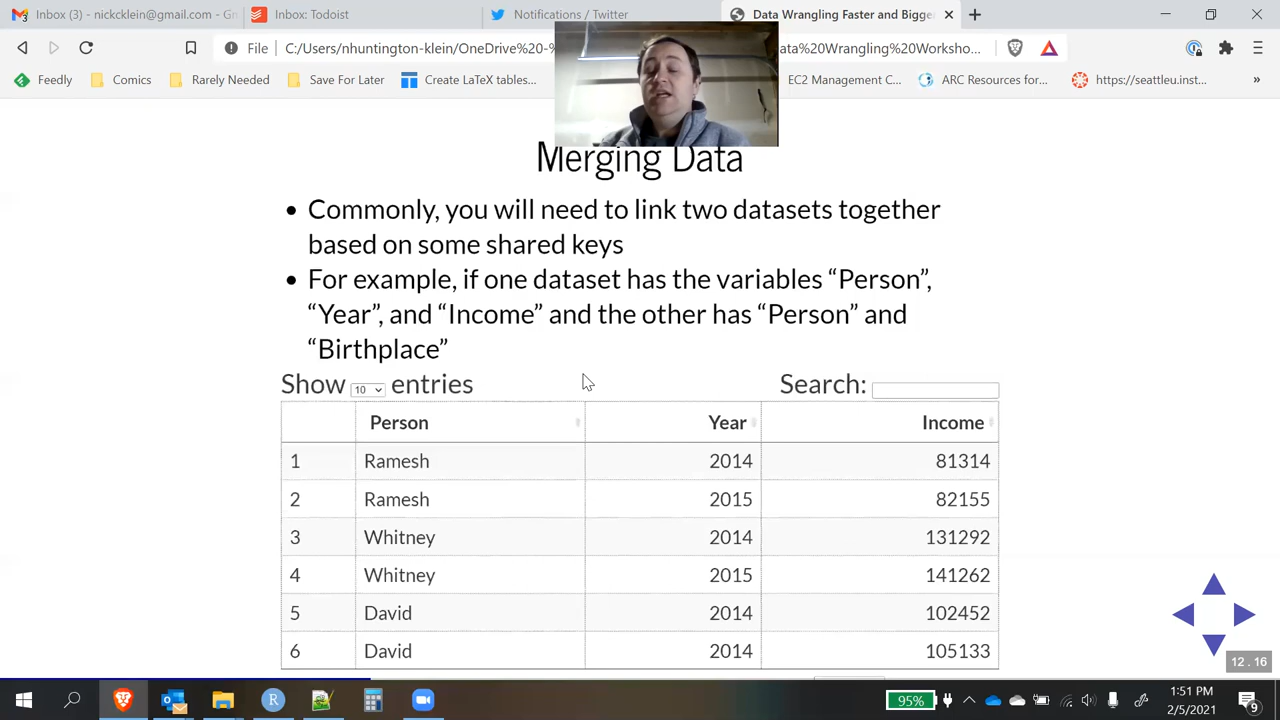 Inbox - nickcklein@gmail.com - Gm
Inbox: Todoist
Notifications / Twitter
Data Wrangling Faster and Bigger
File
C:/Users/nhuntington-klein/OneDrive%20-%
ata%20Wrangling%20Worksho...
Feedly
Comics
Rarely Needed
Save For Later
Create LaTeX tables...
EC2 Management C...
ARC Resources for...
https://seattleu.inst...
»
Merging Data
• Commonly, you will need to link two datasets together
based on some shared keys
• For example, if one dataset has the variables “Person”,
“Year”, and “Income” and the other has “Person” and
“Birthplace”
Show 10 entries Search:
Person Year Income
1 Ramesh 2014 81314
2 Ramesh 2015 82155
3 Whitney 2014 131292
4 Whitney 2015 141262
5 David 2014 102452
6 David 2014 105133
12.16
95%
1:51 PM
2/5/2021
9